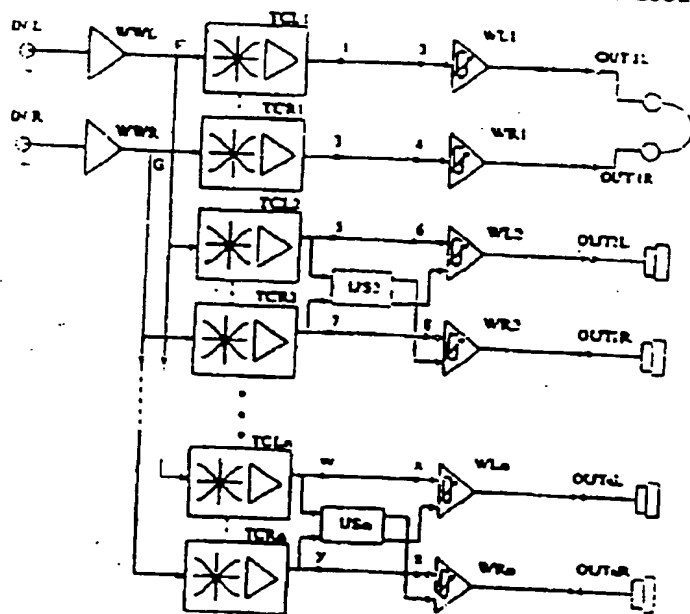 IN L
WWL
F
TCL1
1
2
WL1
OUT1L
IN R
WWR
G
TCR1
3
4
WR1
OUT1R
TCL2
5
6
WL2
OUT2L
US2
TCR2
7
8
WR2
TCLn
w
x
WLn
OUTnL
USn
TCRn
y
z
WRn
OUTnR